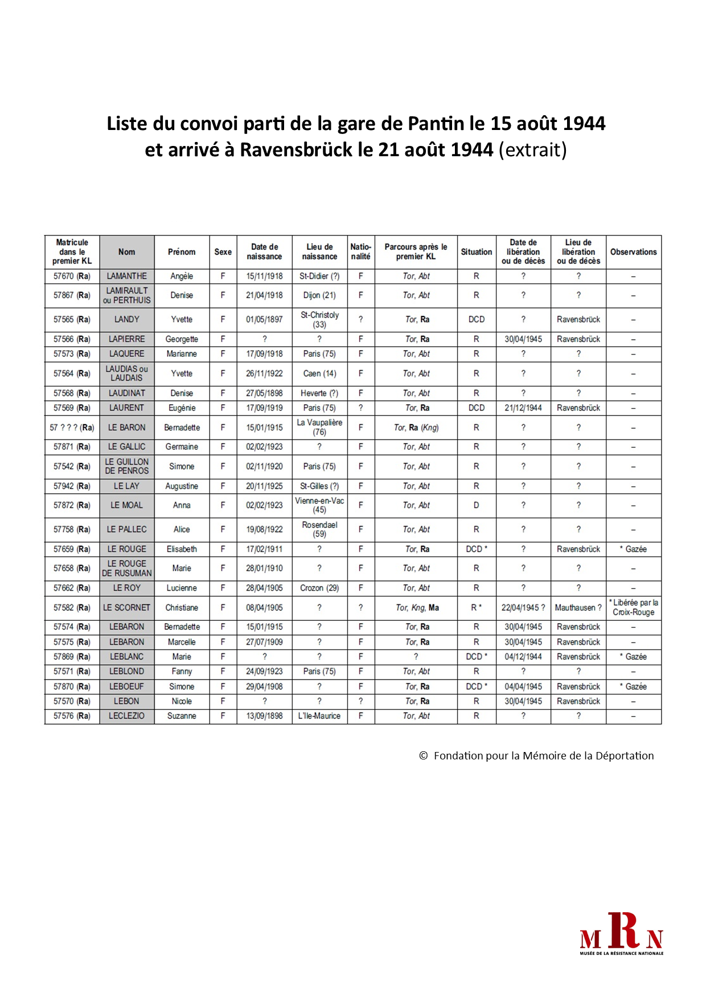 Liste du convoi parti de la gare de Pantin le 15 août 1944
et arrivé à Ravensbrück le 21 août 1944 (extrait)
Matricule dans le premier KL Nom Prénom Sexe Date de naissance Lieu de naissance Natio-nalité Parcours après le premier KL Situation Date de libération ou de décès Lieu de libération ou de décès Observations
57670 (Ra) LAMANTHE Angèle F 15/11/1918 St-Didier (?) F Tor, Abt R ? ? –
57867 (Ra) LAMIRAULT ou PERTHUIS Denise F 21/04/1918 Dijon (21) F Tor, Abt R ? ? –
57565 (Ra) LANDY Yvette F 01/05/1897 St-Christoly (33) ? Tor, Ra DCD ? Ravensbrück –
57566 (Ra) LAPIERRE Georgette F ? ? F Tor, Ra R 30/04/1945 Ravensbrück –
57573 (Ra) LAQUERE Marianne F 17/09/1918 Paris (75) F Tor, Abt R ? ? –
57564 (Ra) LAUDIAS ou LAUDAIS Yvette F 26/11/1922 Caen (14) F Tor, Abt R ? ? –
57568 (Ra) LAUDINAT Denise F 27/05/1898 Heverte (?) F Tor, Abt R ? ? –
57569 (Ra) LAURENT Eugénie F 17/09/1919 Paris (75) ? Tor, Ra DCD 21/12/1944 Ravensbrück –
57 ? ? ? (Ra) LE BARON Bernadette F 15/01/1915 La Vaupalière (76) F Tor, Ra (Kng) R ? ? –
57871 (Ra) LE GALLIC Germaine F 02/02/1923 ? F Tor, Abt R ? ? –
57542 (Ra) LE GUILLON DE PENROS Simone F 02/11/1920 Paris (75) F Tor, Abt R ? ? –
57942 (Ra) LE LAY Augustine F 20/11/1925 St-Gilles (?) F Tor, Abt R ? ? –
57872 (Ra) LE MOAL Anna F 02/02/1923 Vienne-en-Vac (45) F Tor, Abt D ? ? –
57758 (Ra) LE PALLEC Alice F 19/08/1922 Rosendael (59) F Tor, Abt R ? ? –
57659 (Ra) LE ROUGE Elisabeth F 17/02/1911 ? F Tor, Ra DCD * ? Ravensbrück * Gazée
57658 (Ra) LE ROUGE DE RUSUMAN Marie F 28/01/1910 ? F Tor, Abt R ? ? –
57662 (Ra) LE ROY Lucienne F 28/04/1905 Crozon (29) F Tor, Abt R ? ? –
57582 (Ra) LE SCORNET Christiane F 08/04/1905 ? ? Tor, Kng, Ma R * 22/04/1945 ? Mauthausen ? * Libérée par la Croix-Rouge
57574 (Ra) LEBARON Bernadette F 15/01/1915 ? F Tor, Ra R 30/04/1945 Ravensbrück –
57575 (Ra) LEBARON Marcelle F 27/07/1909 ? F Tor, Ra R 30/04/1945 Ravensbrück –
57869 (Ra) LEBLANC Marie F ? ? F ? DCD * 04/12/1944 Ravensbrück * Gazée
57571 (Ra) LEBLOND Fanny F 24/09/1923 Paris (75) F Tor, Abt R ? ? –
57870 (Ra) LEBOEUF Simone F 29/04/1908 ? F Tor, Ra DCD * 04/04/1945 Ravensbrück * Gazée
57570 (Ra) LEBON Nicole F ? ? ? Tor, Ra R 30/04/1945 Ravensbrück –
57576 (Ra) LECLEZIO Suzanne F 13/09/1898 L'Ile-Maurice F Tor, Abt R ? ? –
© Fondation pour la Mémoire de la Déportation
MRN
MUSÉE DE LA RÉSISTANCE NATIONALE